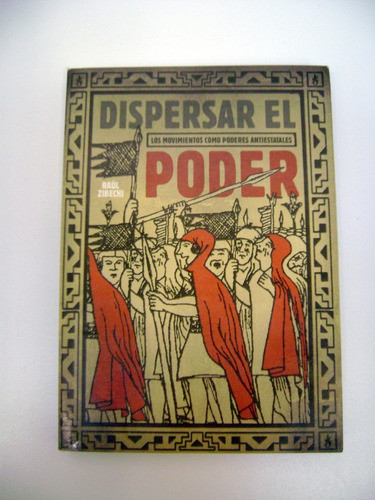 DISPERSAR EL
LOS MOVIMIENTOS COMO PODERES ANTIESTATALES
PODER
RAÚL
ZIBECHI